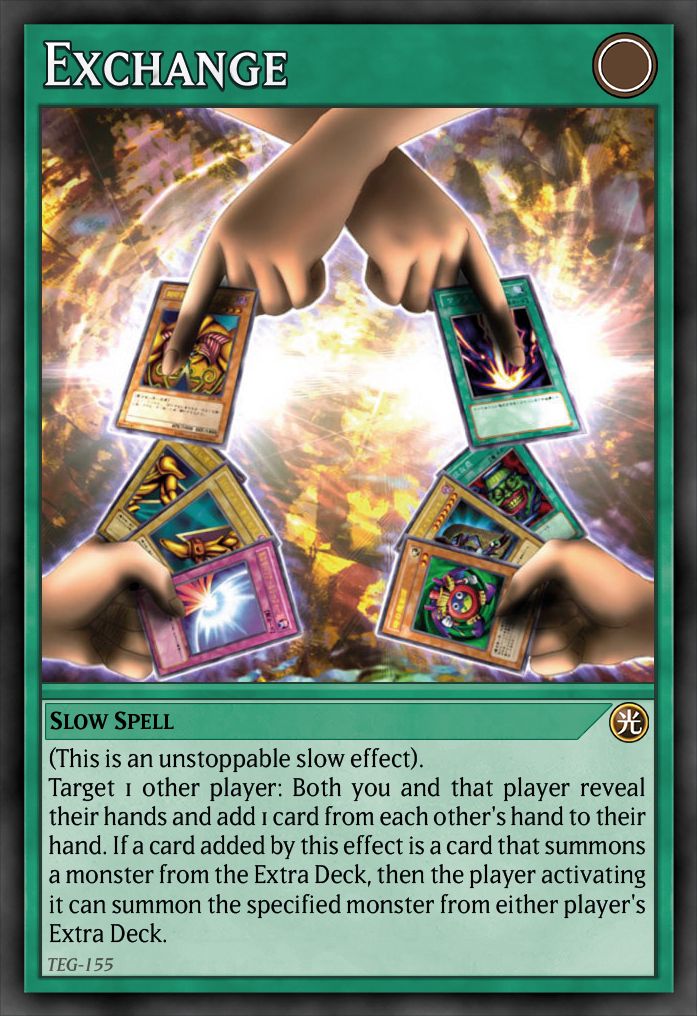 Exchange
Slow Spell
光
(This is an unstoppable slow effect).
Target 1 other player: Both you and that player reveal
their hands and add 1 card from each other's hand to their
hand. If a card added by this effect is a card that summons
a monster from the Extra Deck, then the player activating
it can summon the specified monster from either player's
Extra Deck.
TEG-155